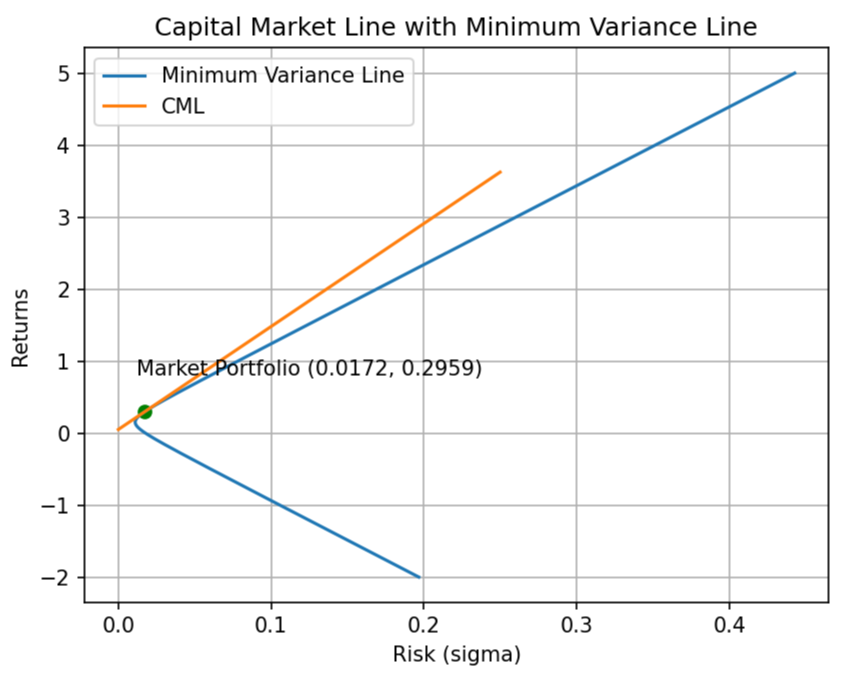 Capital Market Line with Minimum Variance Line
Minimum Variance Line
CML
5
4
3
2
1
0
−1
−2
Returns
Market Portfolio (0.0172, 0.2959)
0.0 0.1 0.2 0.3 0.4
Risk (sigma)